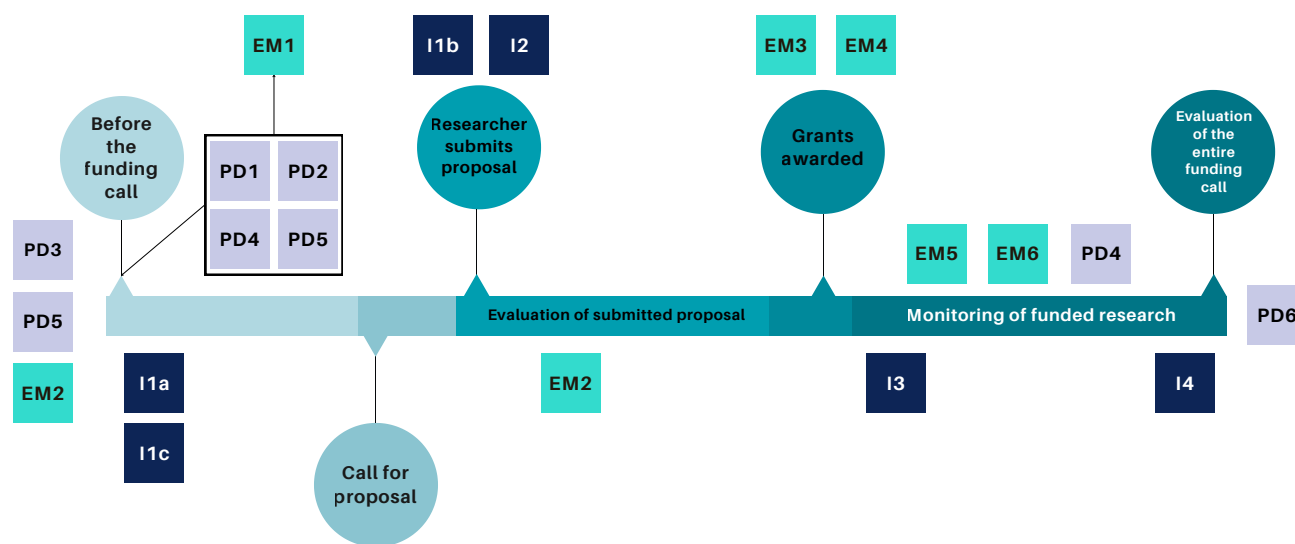 EM1
I1b
I2
EM3
EM4
Before
the
funding
call
PD1
PD2
PD4
PD5
Researcher
submits
proposal
Grants
awarded
Evaluation
of the
entire
funding
call
PD3
EM5
EM6
PD4
PD5
Evaluation of submitted proposal
Monitoring of funded research
PD6
EM2
I1a
EM2
I3
I4
I1c
Call for
proposal